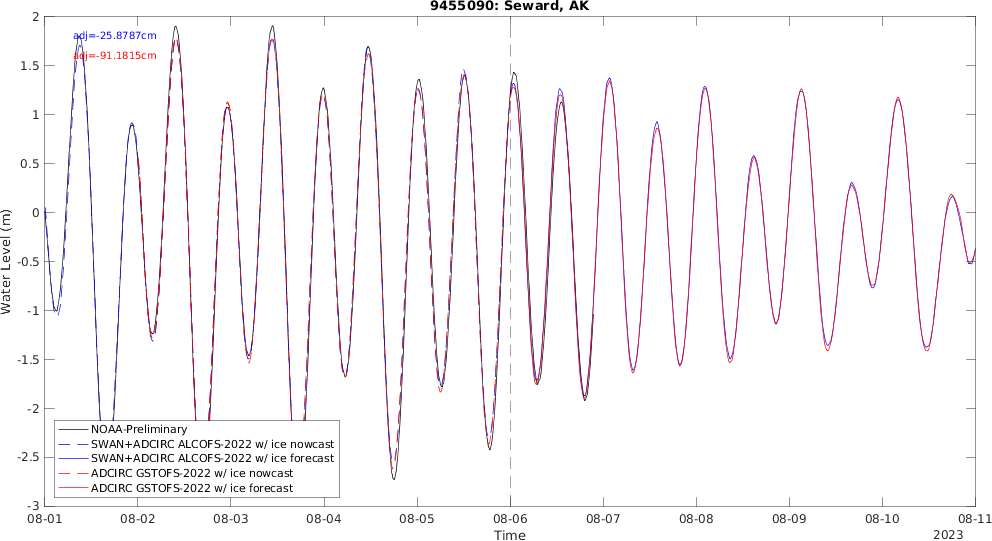 9455090: Seward, AK
adj=-25.8787cm
adj=-91.1815cm
2
1.5
1
0.5
0
-0.5
-1
-1.5
-2
-2.5
-3
Water Level (m)
NOAA-Preliminary
SWAN+ADCIRC ALCOFS-2022 w/ ice nowcast
SWAN+ADCIRC ALCOFS-2022 w/ ice forecast
ADCIRC GSTOFS-2022 w/ ice nowcast
ADCIRC GSTOFS-2022 w/ ice forecast
08-01 08-02 08-03 08-04 08-05 08-06 08-07 08-08 08-09 08-10 08-11
Time
2023